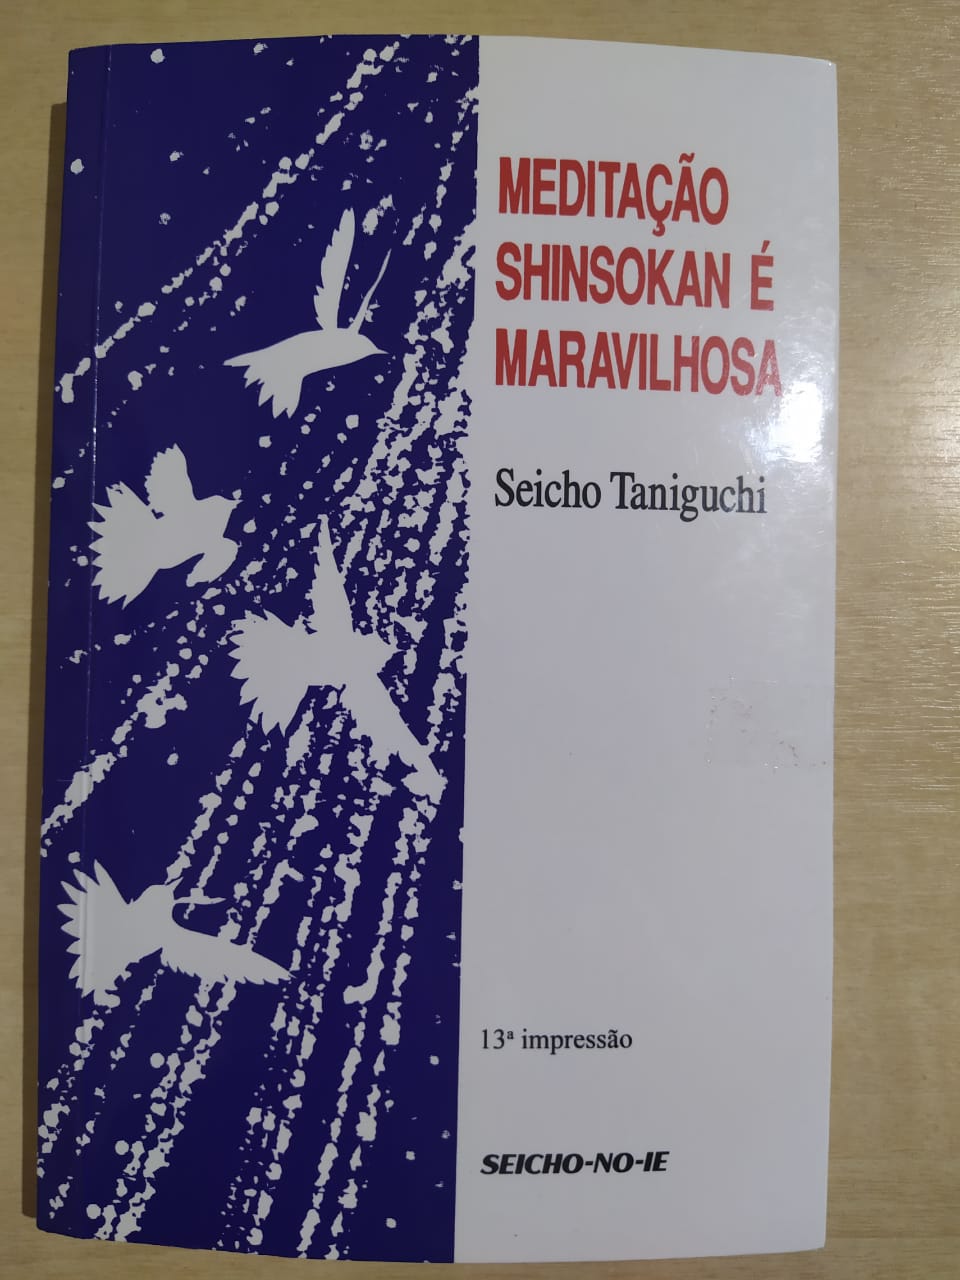 MEDITAÇÃO
SHINSOKAN É
MARAVILHOSA
Seicho Taniguchi
13ª impressão
SEICHO-NO-IE